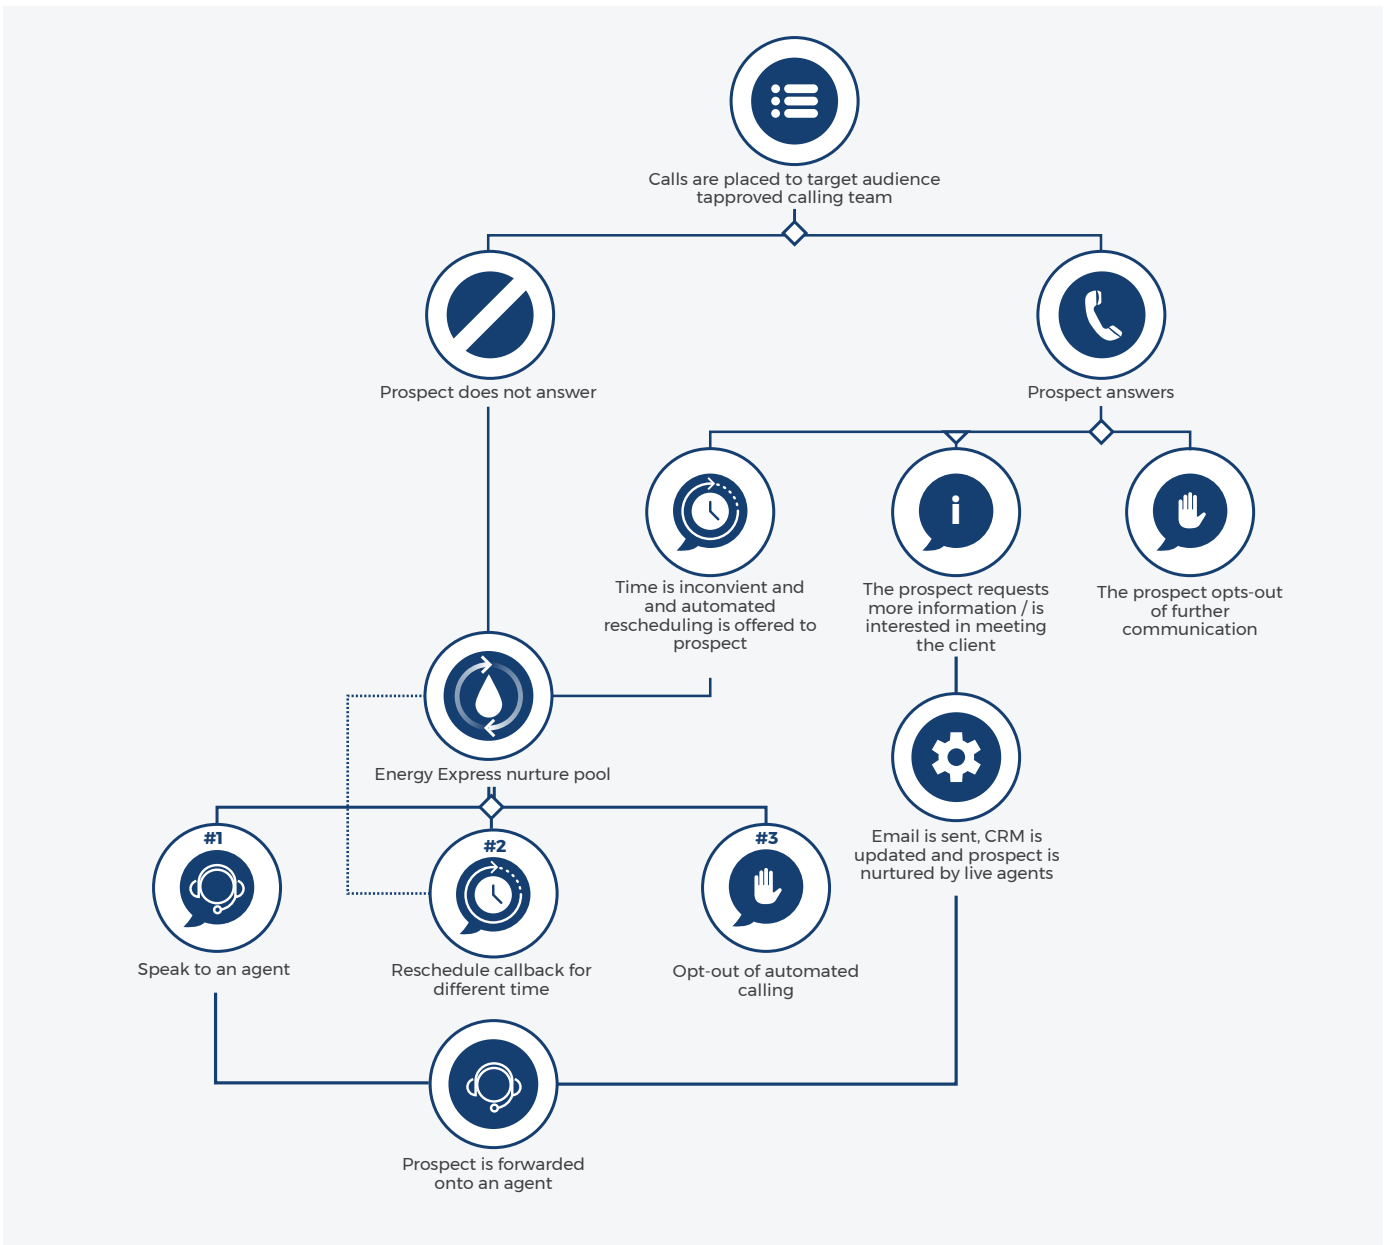 Calls are placed to target audience
tapproved calling team
Prospect does not answer
Prospect answers
Time is inconvient and
and automated
rescheduling is offered to
prospect
The prospect requests
more information / is
interested in meeting
the client
The prospect opts-out
of further
communication
Energy Express nurture pool
Email is sent, CRM is
updated and prospect is
nurtured by live agents
#1
Speak to an agent
#2
Reschedule callback for
different time
#3
Opt-out of automated
calling
Prospect is forwarded
onto an agent